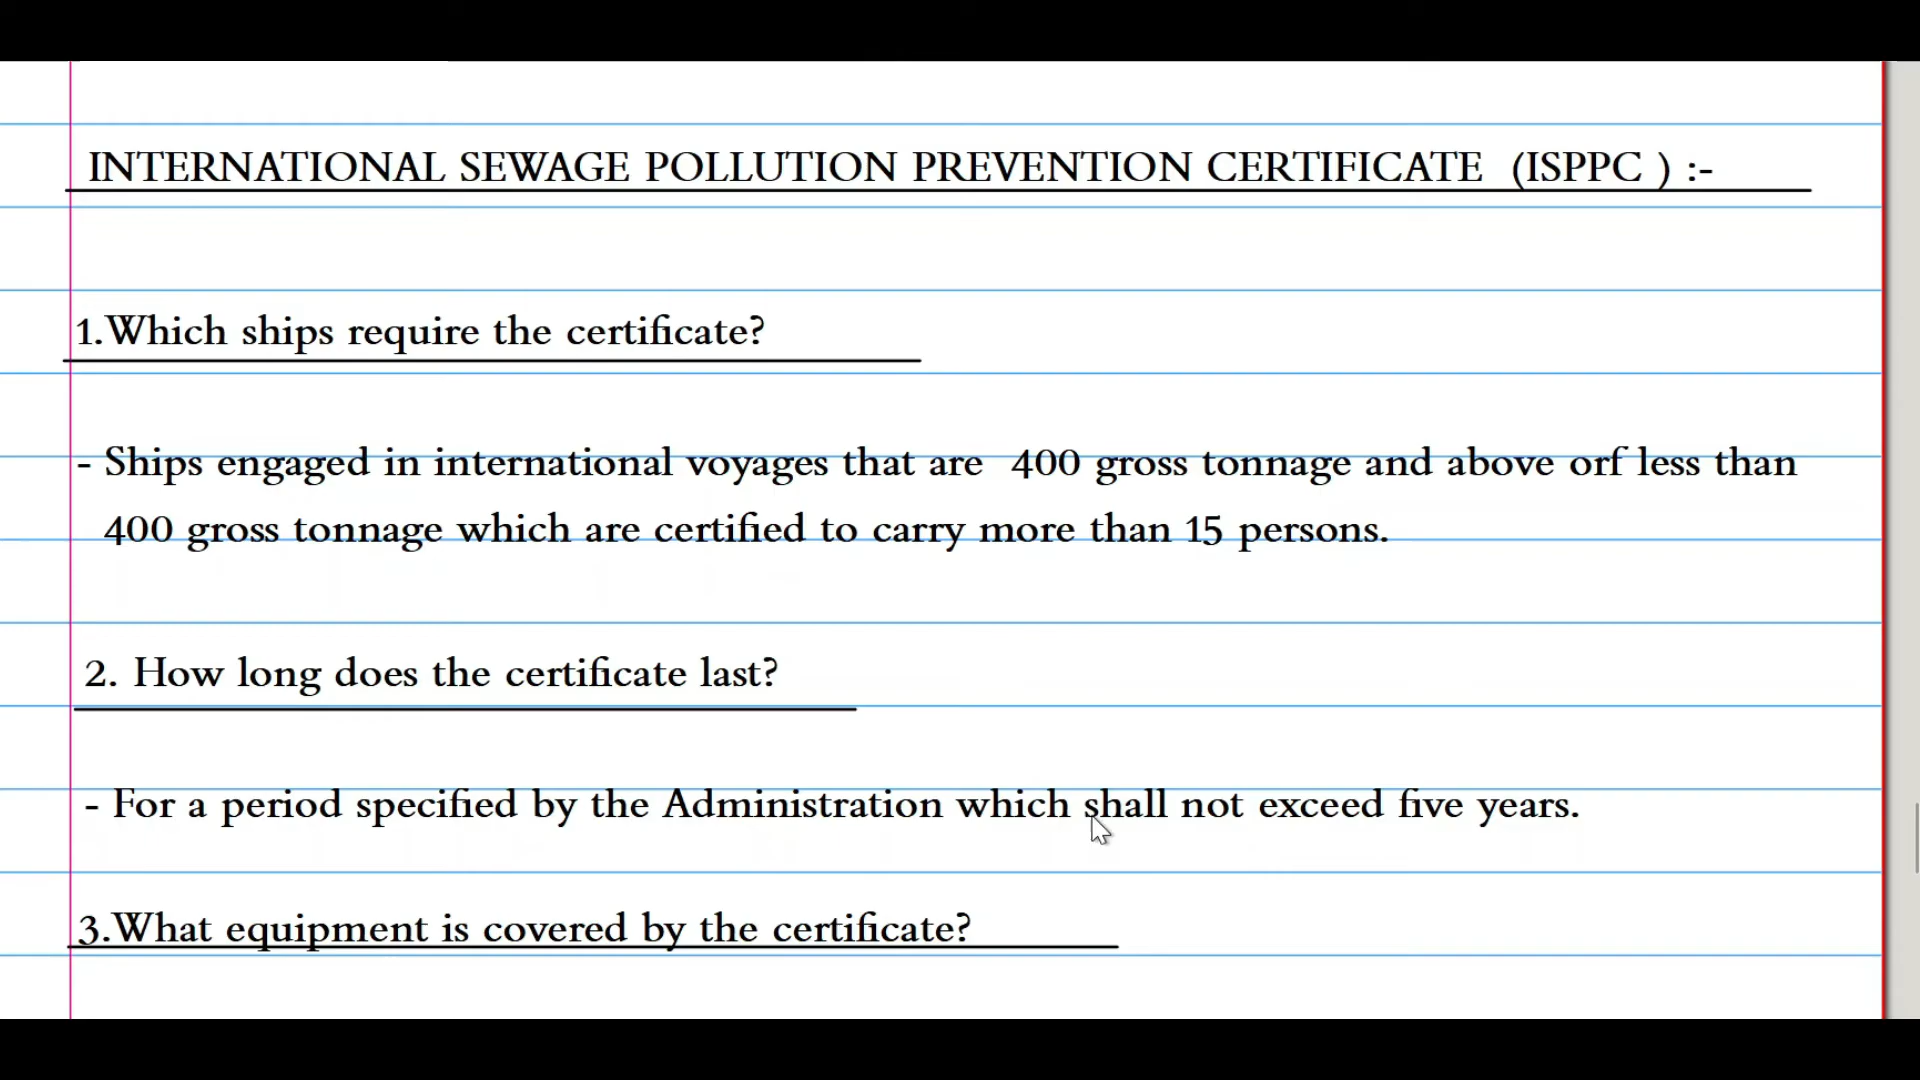 INTERNATIONAL SEWAGE POLLUTION PREVENTION CERTIFICATE (ISPPC ) :-
1.Which ships require the certificate?
- Ships engaged in international voyages that are 400 gross tonnage and above orf less than
400 gross tonnage which are certified to carry more than 15 persons.
2. How long does the certificate last?
- For a period specified by the Administration which shall not exceed five years.
3.What equipment is covered by the certificate?